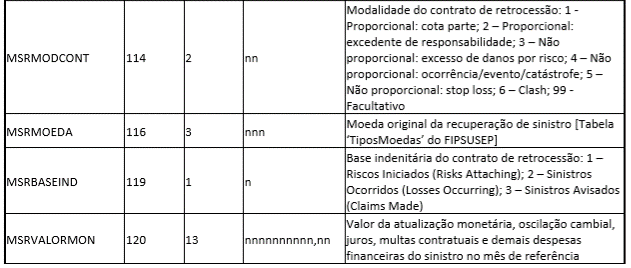 MSRMODCONT 114 2 nn Modalidade do contrato de retrocessão: 1 -
Proporcional: cota parte; 2 – Proporcional:
excedente de responsabilidade; 3 – Não
proporcional: excesso de danos por risco; 4 – Não
proporcional: ocorrência/evento/catástrofe; 5 –
Não proporcional: stop loss; 6 – Clash; 99 -
Facultativo
MSRMOEDA 116 3 nnn Moeda original da recuperação de sinistro [Tabela
‘TiposMoedas’ do FIPSUSEP]
MSRBASEIND 119 1 n Base indenitária do contrato de retrocessão: 1 –
Riscos Iniciados (Risks Attaching); 2 – Sinistros
Ocorridos (Losses Occurring); 3 – Sinistros Avisados
(Claims Made)
MSRVALORMON 120 13 nnnnnnnnnn,nn Valor da atualização monetária, oscilação cambial,
juros, multas contratuais e demais despesas
financeiras do sinistro no mês de referência